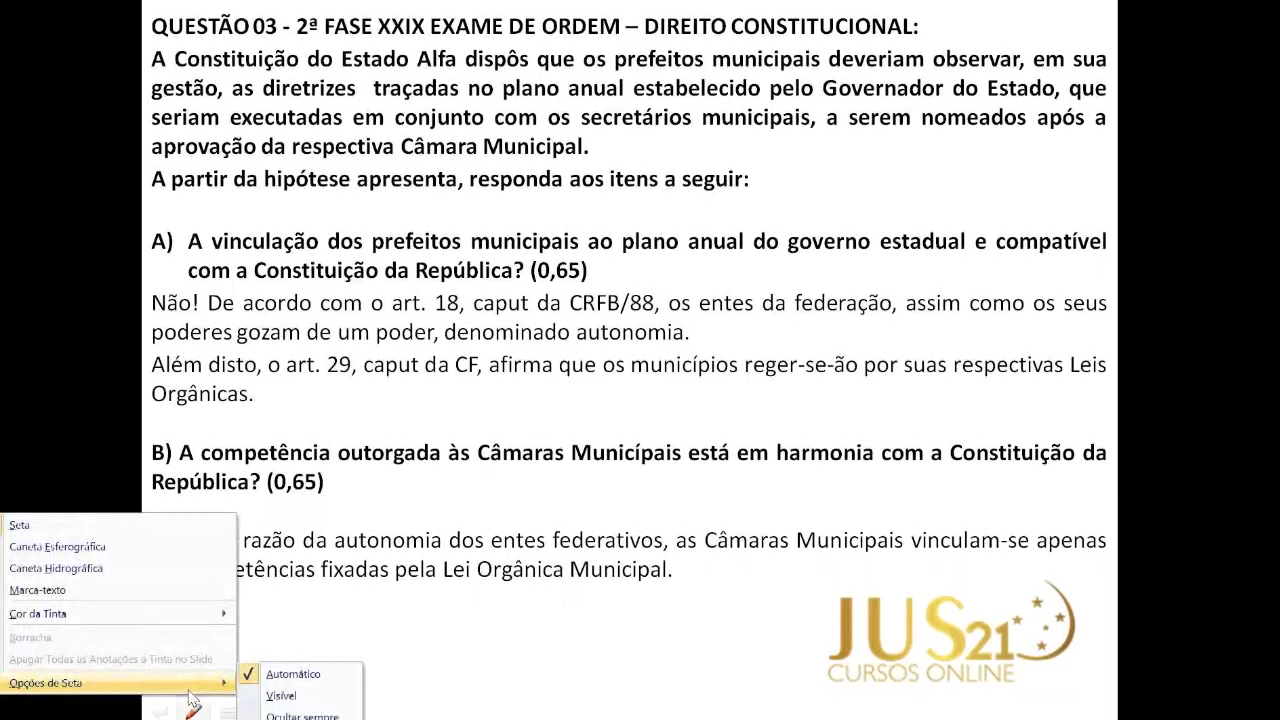 QUESTÃO 03 - 2ª FASE XXIX EXAME DE ORDEM – DIREITO CONSTITUCIONAL:
A Constituição do Estado Alfa dispôs que os prefeitos municipais deveriam observar, em sua
gestão, as diretrizes traçadas no plano anual estabelecido pelo Governador do Estado, que
seriam executadas em conjunto com os secretários municipais, a serem nomeados após a
aprovação da respectiva Câmara Municipal.
A partir da hipótese apresenta, responda aos itens a seguir:
A) A vinculação dos prefeitos municipais ao plano anual do governo estadual e compatível
com a Constituição da República? (0,65)
Não! De acordo com o art. 18, caput da CRFB/88, os entes da federação, assim como os seus
poderes gozam de um poder, denominado autonomia.
Além disto, o art. 29, caput da CF, afirma que os municípios reger-se-ão por suas respectivas Leis
Orgânicas.
B) A competência outorgada às Câmaras Municípais está em harmonia com a Constituição da
República? (0,65)
razão da autonomia dos entes federativos, as Câmaras Municipais vinculam-se apenas
etências fixadas pela Lei Orgânica Municipal.
Seta
Caneta Esferográfica
Caneta Hidrográfica
Marca-texto
Cor da Tinta
Borracha
Apagar Todas as Anotações à Tinta no Slide
Opções de Seta
Automático
Visível
Ocultar sempre
JUS21
CURSOS ONLINE